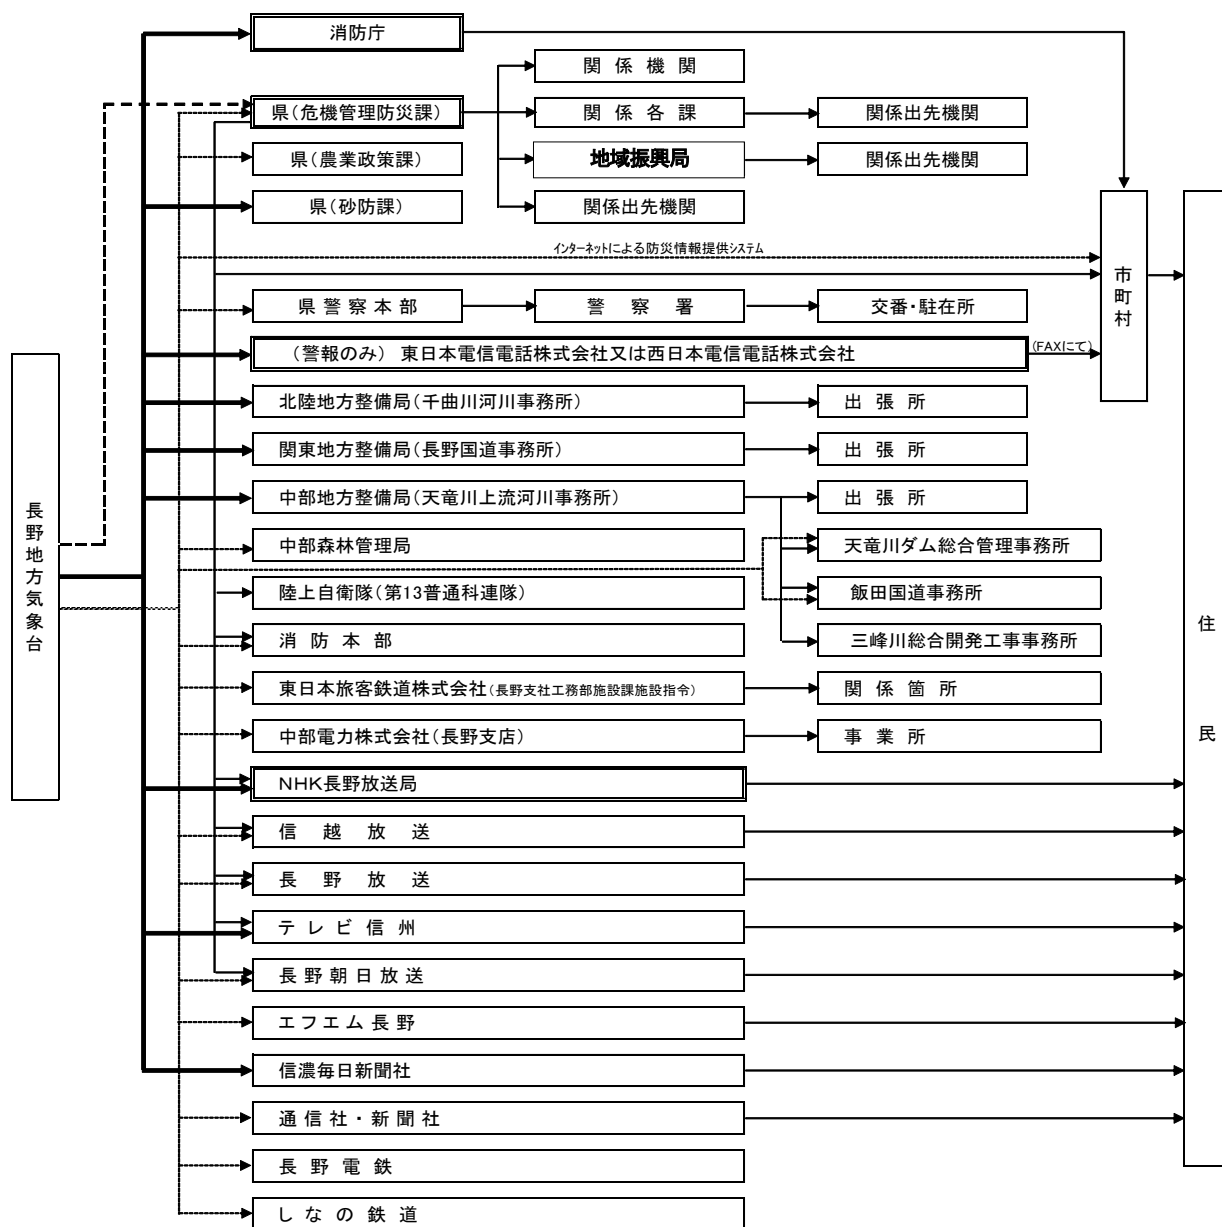 消防庁
関係機関
県(危機管理防災課)
関係各課
関係出先機関
県(農業政策課)
地域振興局
関係出先機関
県(砂防課)
関係出先機関
インターネットによる防災情報提供システム
市町村
県警察本部
警察署
交番・駐在所
(警報のみ) 東日本電信電話株式会社又は西日本電信電話株式会社
(FAXにて)
北陸地方整備局(千曲川河川事務所)
出張所
関東地方整備局(長野国道事務所)
出張所
中部地方整備局(天竜川上流河川事務所)
出張所
長野地方気象台
中部森林管理局
天竜川ダム総合管理事務所
陸上自衛隊(第13普通科連隊)
飯田国道事務所
住民
消防本部
三峰川総合開発工事事務所
東日本旅客鉄道株式会社(長野支社工務部施設課施設指令)
関係箇所
中部電力株式会社(長野支店)
事業所
NHK長野放送局
信越放送
長野放送
テレビ信州
長野朝日放送
エフエム長野
信濃毎日新聞社
通信社・新聞社
長野電鉄
しなの鉄道